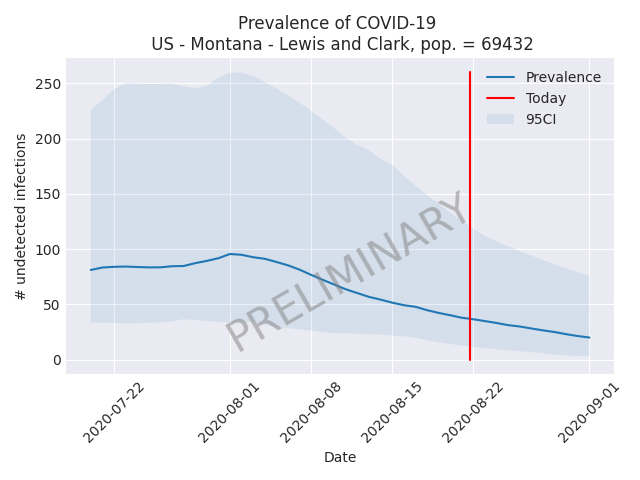 Prevalence of COVID-19
US - Montana - Lewis and Clark, pop. = 69432
Prevalence
Today
95CI
PRELIMINARY
# undetected infections
250
200
150
100
50
0
2020-07-22
2020-08-01
2020-08-08
2020-08-15
2020-08-22
2020-09-01
Date